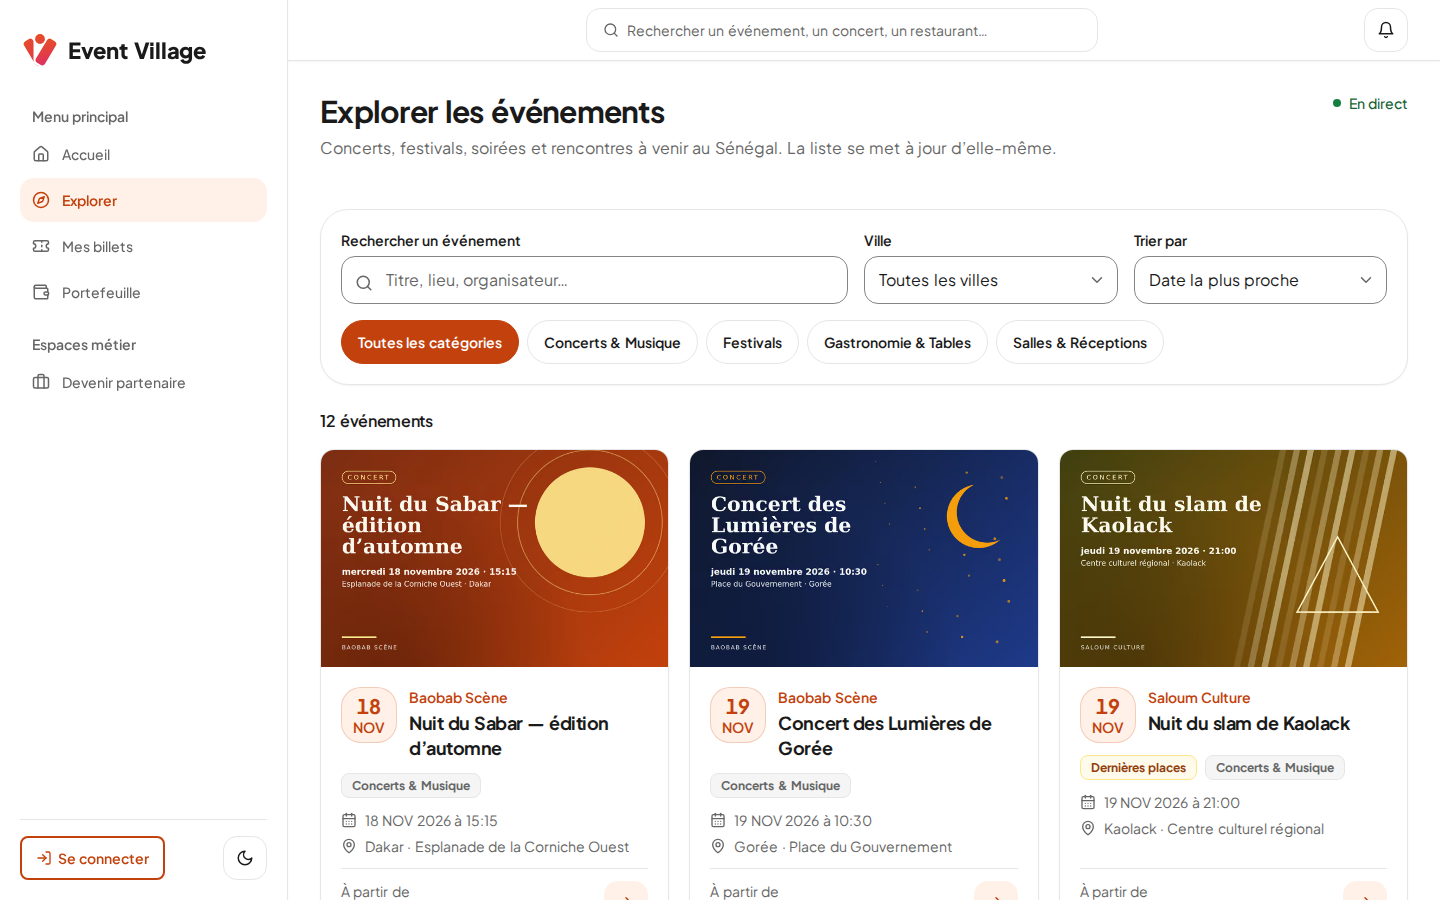 Event Village
Rechercher un événement, un concert, un restaurant...
Menu principal
Accueil
Explorer
Mes billets
Portefeuille
Espaces métier
Devenir partenaire
Se connecter
Explorer les événements
En direct
Concerts, festivals, soirées et rencontres à venir au Sénégal. La liste se met à jour d’elle-même.
Rechercher un événement
Ville
Trier par
Titre, lieu, organisateur...
Toutes les villes
Date la plus proche
Toutes les catégories
Concerts & Musique
Festivals
Gastronomie & Tables
Salles & Réceptions
12 événements
CONCERT
Nuit du Sabar —
édition
d’automne
mercredi 18 novembre 2026 · 15:15
Esplanade de la Corniche Ouest · Dakar
BAOBAB SCÈNE
18
NOV
Baobab Scène
Nuit du Sabar — édition
d’automne
Concerts & Musique
18 NOV 2026 à 15:15
Dakar · Esplanade de la Corniche Ouest
À partir de
CONCERT
Concert des
Lumières de
Gorée
jeudi 19 novembre 2026 · 10:30
Place du Gouvernement · Gorée
BAOBAB SCÈNE
19
NOV
Baobab Scène
Concert des Lumières de
Gorée
Concerts & Musique
19 NOV 2026 à 10:30
Gorée · Place du Gouvernement
À partir de
CONCERT
Nuit du slam de
Kaolack
jeudi 19 novembre 2026 · 21:00
Centre culturel régional · Kaolack
SALOUM CULTURE
19
NOV
Saloum Culture
Nuit du slam de Kaolack
Dernières places
Concerts & Musique
19 NOV 2026 à 21:00
Kaolack · Centre culturel régional
À partir de